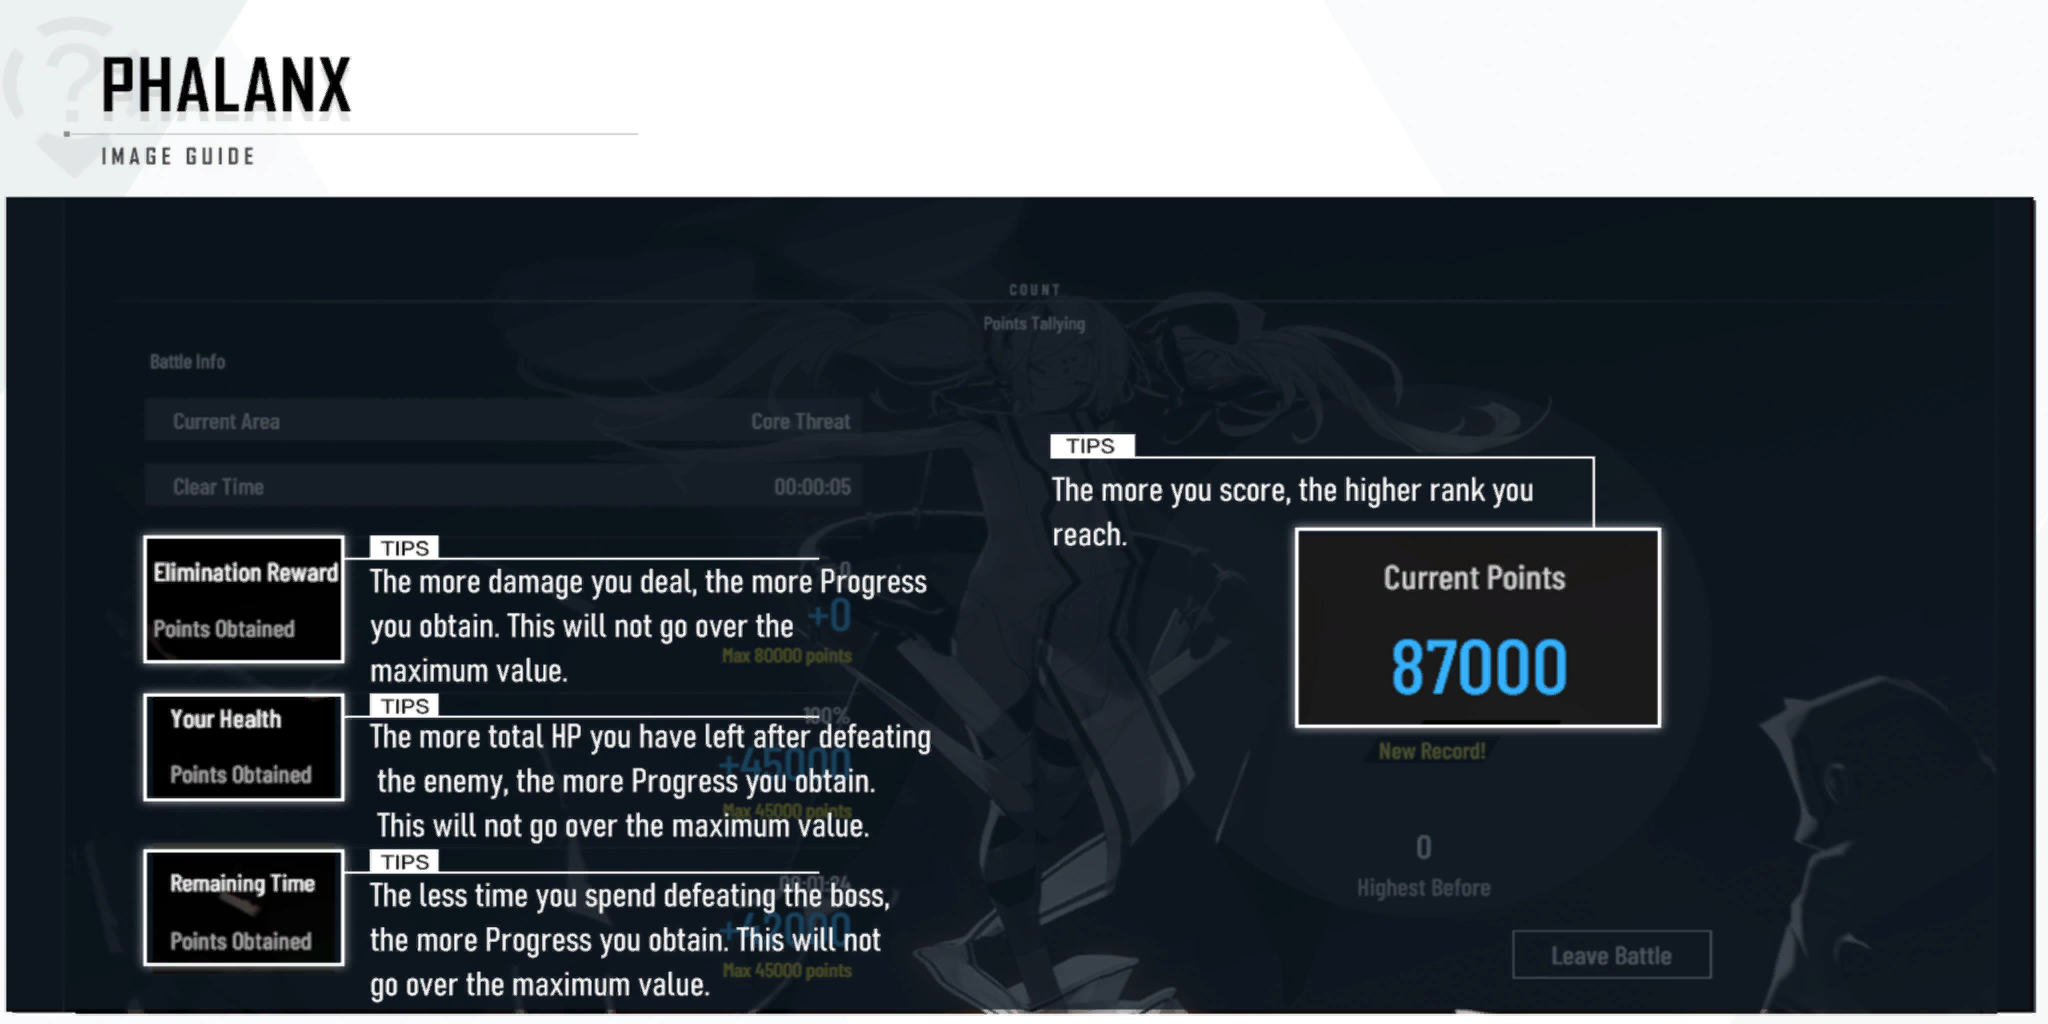 PHALANX
IMAGE GUIDE
COUNT
Points Tallying
Battle Info
Current Area
Core Threat
Clear Time
00:00:05
TIPS
The more you score, the higher rank you
reach.
Current Points
87000
New Record!
0
Highest Before
Leave Battle
Elimination Reward
Points Obtained
TIPS
The more damage you deal, the more Progress
you obtain. This will not go over the
maximum value.
0
+0
Max 80000 points
Your Health
Points Obtained
TIPS
The more total HP you have left after defeating
the enemy, the more Progress you obtain.
This will not go over the maximum value.
100%
+45000
Max 45000 points
Remaining Time
Points Obtained
TIPS
The less time you spend defeating the boss,
the more Progress you obtain. This will not
go over the maximum value.
00:01:24
+42000
Max 45000 points